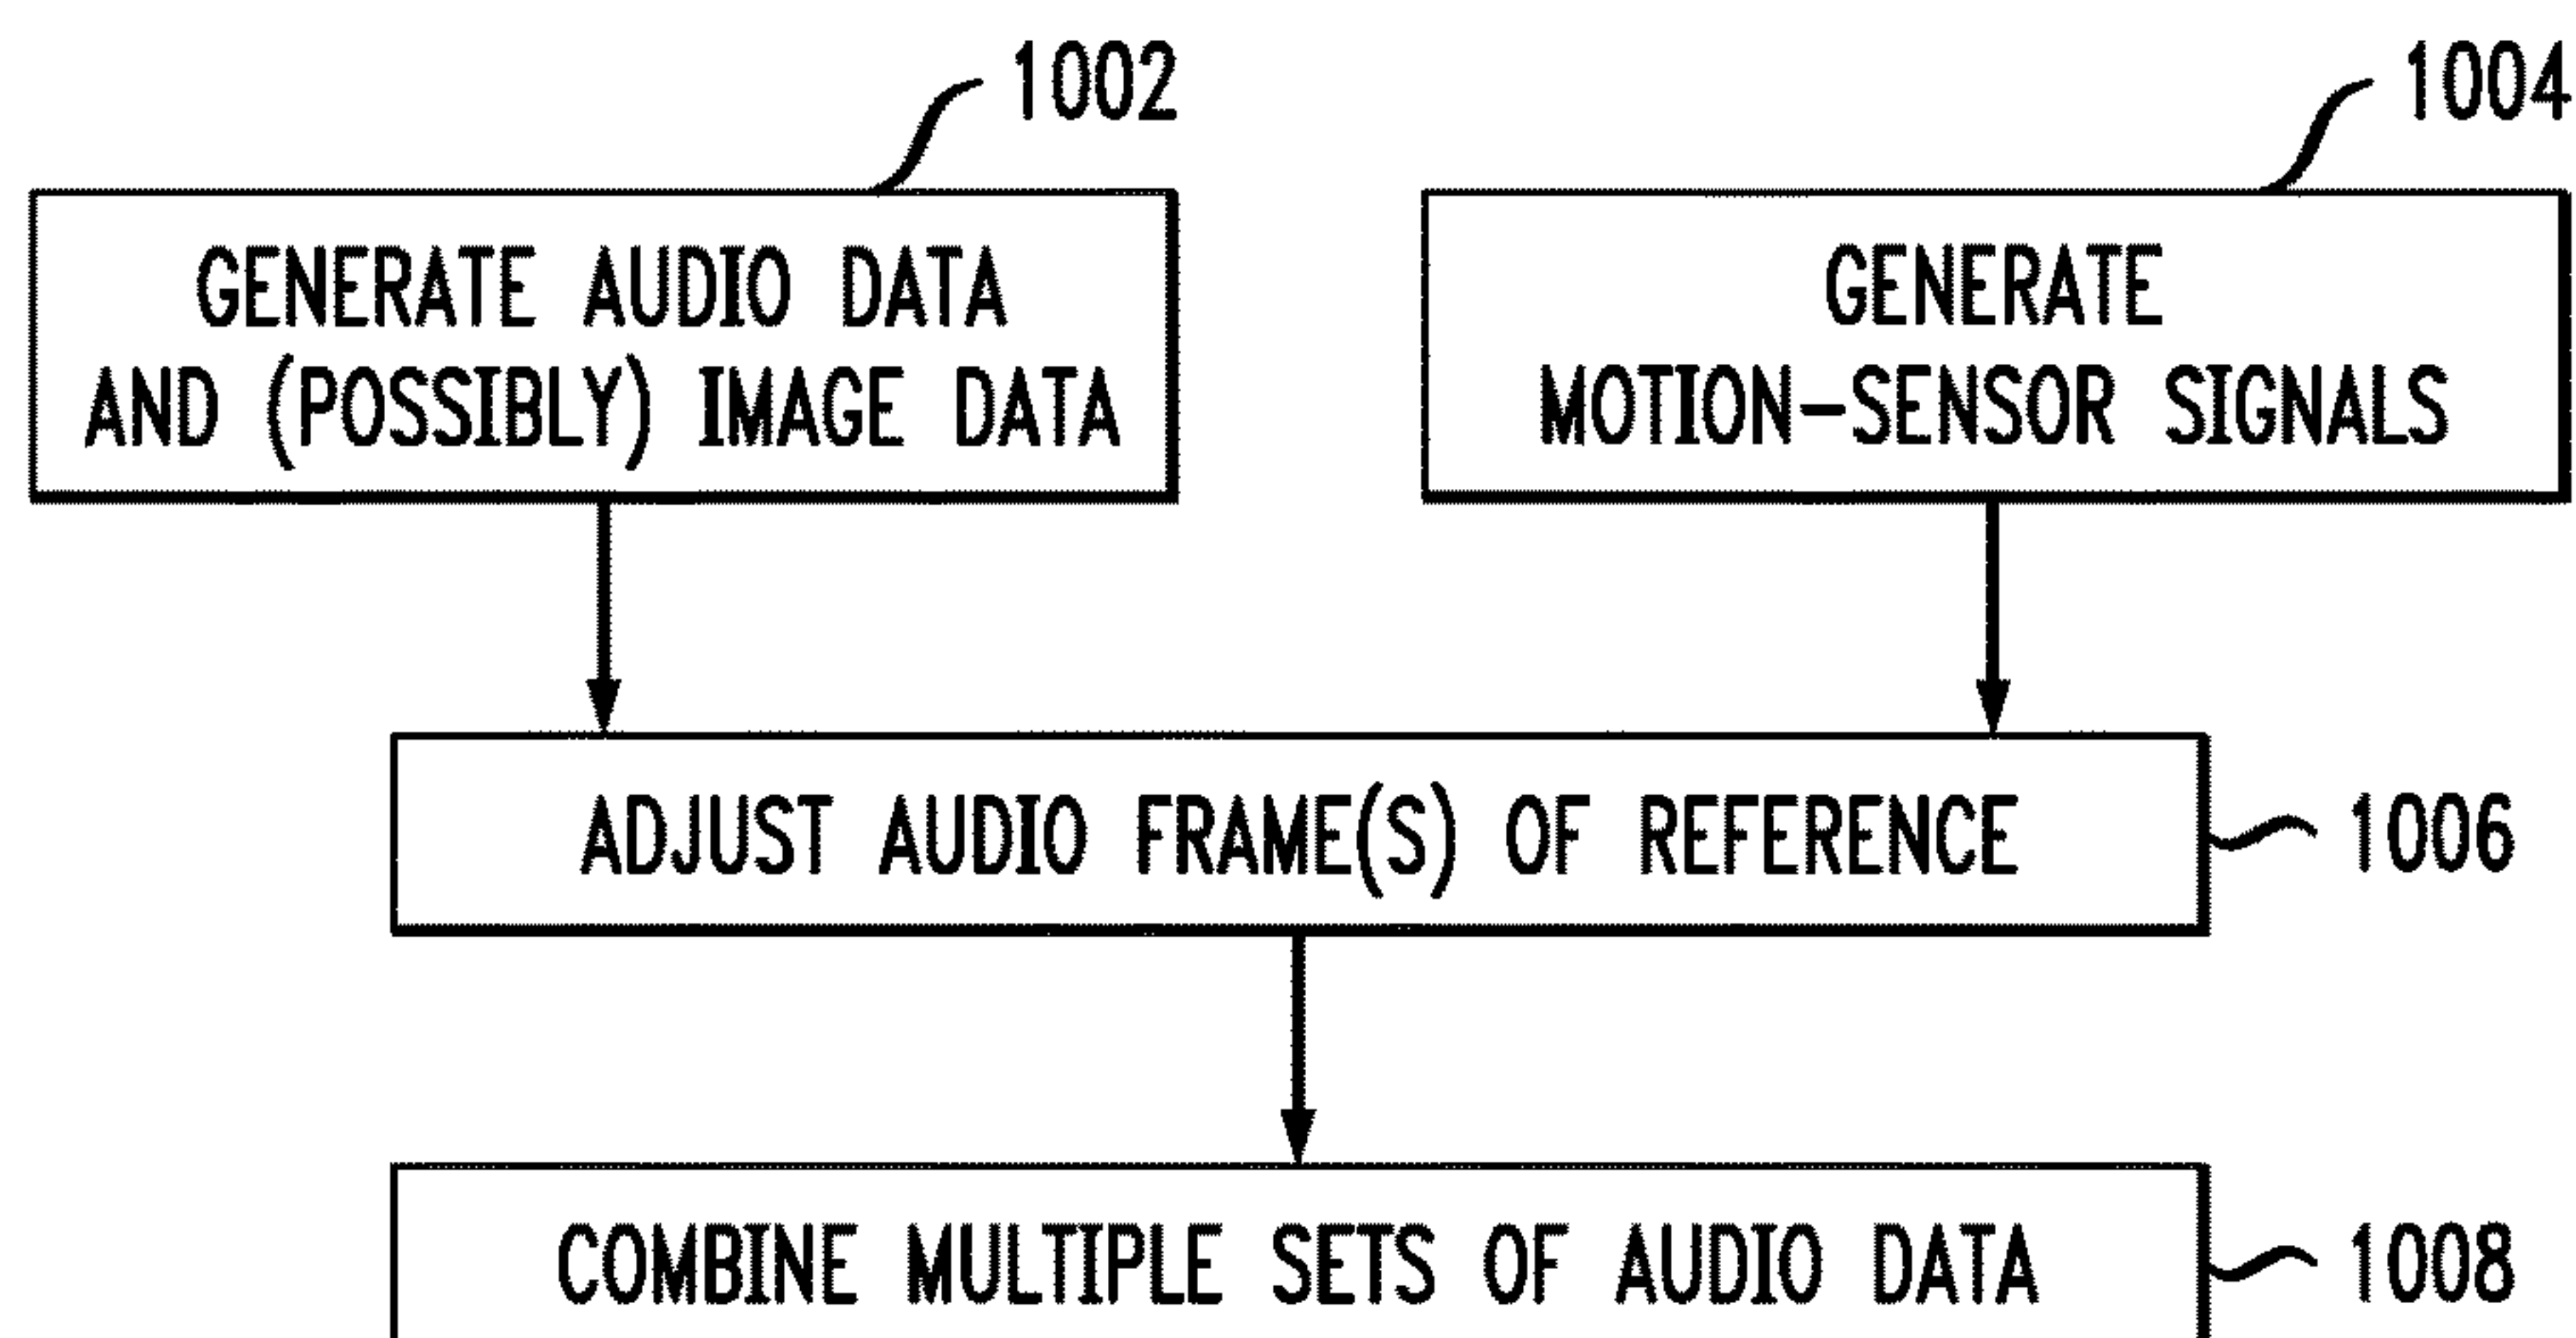 1002
1004
GENERATE AUDIO DATA
AND (POSSIBLY) IMAGE DATA
GENERATE
MOTION-SENSOR SIGNALS
ADJUST AUDIO FRAME(S) OF REFERENCE
1006
COMBINE MULTIPLE SETS OF AUDIO DATA
1008